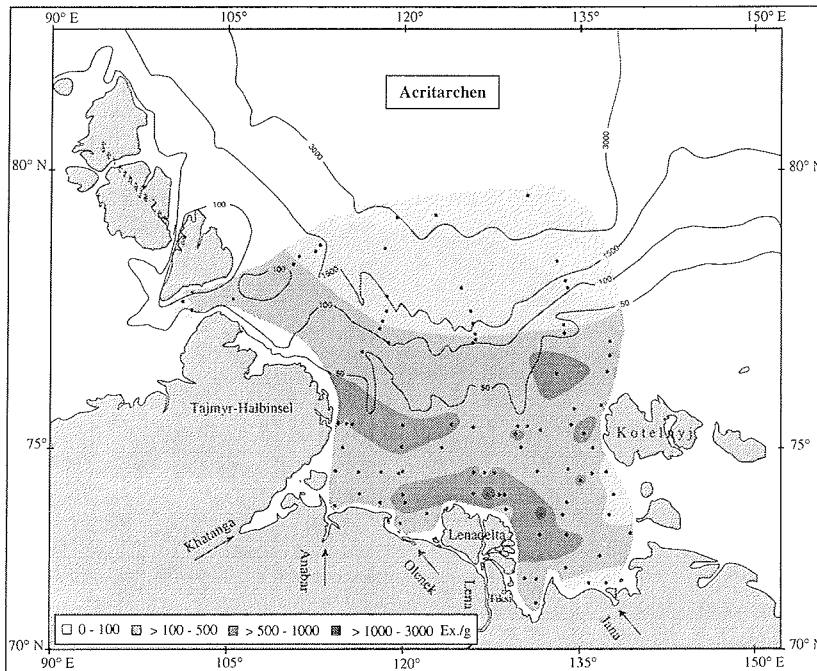 90° E 105° 120° 135° 150° E
Acritarchen
3000
3000
80° N
80° N
100
1500
100
1500
100
50
100
50
50
Tajmyr-Halbinsel
Kotelnyj
75°
75°
Khatanga
Anabar
Olenek
Lenadelta
Lena
Tiksi
Jana
0 - 100 > 100 - 500 > 500 - 1000 > 1000 - 3000 Ex./g
70° N
70° N
90° E 105° 120° 135° 150° E